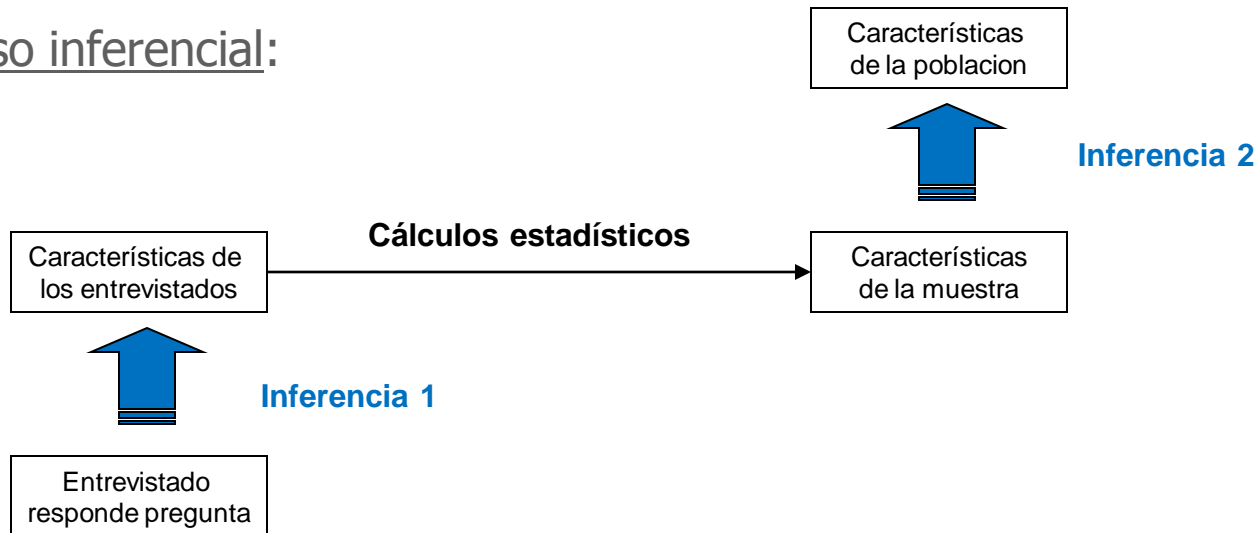 so inferencial:
Características
de la poblacion
Inferencia 2
Cálculos estadísticos
Características de
los entrevistados
Características
de la muestra
Inferencia 1
Entrevistado
responde pregunta